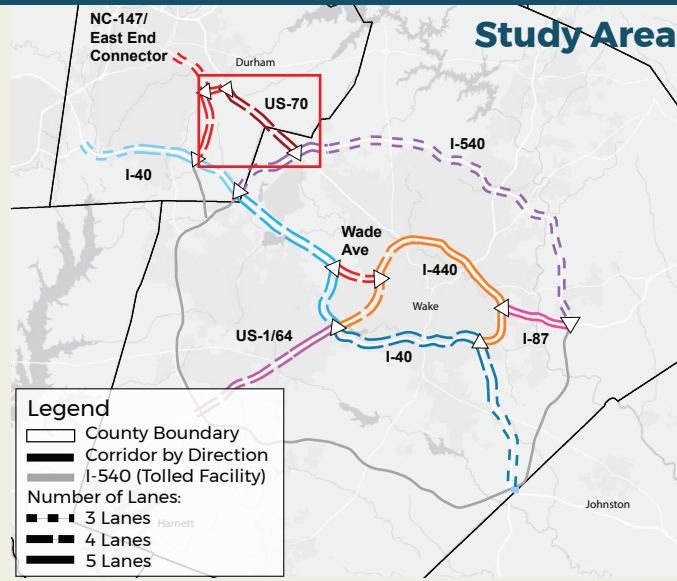 Study Area
NC-147/
East End
Connector
Durham
US-70
I-540
I-40
Wade
Ave
I-440
Wake
US-1/64
I-40
I-87
Legend
County Boundary
Corridor by Direction
I-540 (Tolled Facility)
Number of Lanes:
3 Lanes
Harnett
4 Lanes
5 Lanes
Johnston